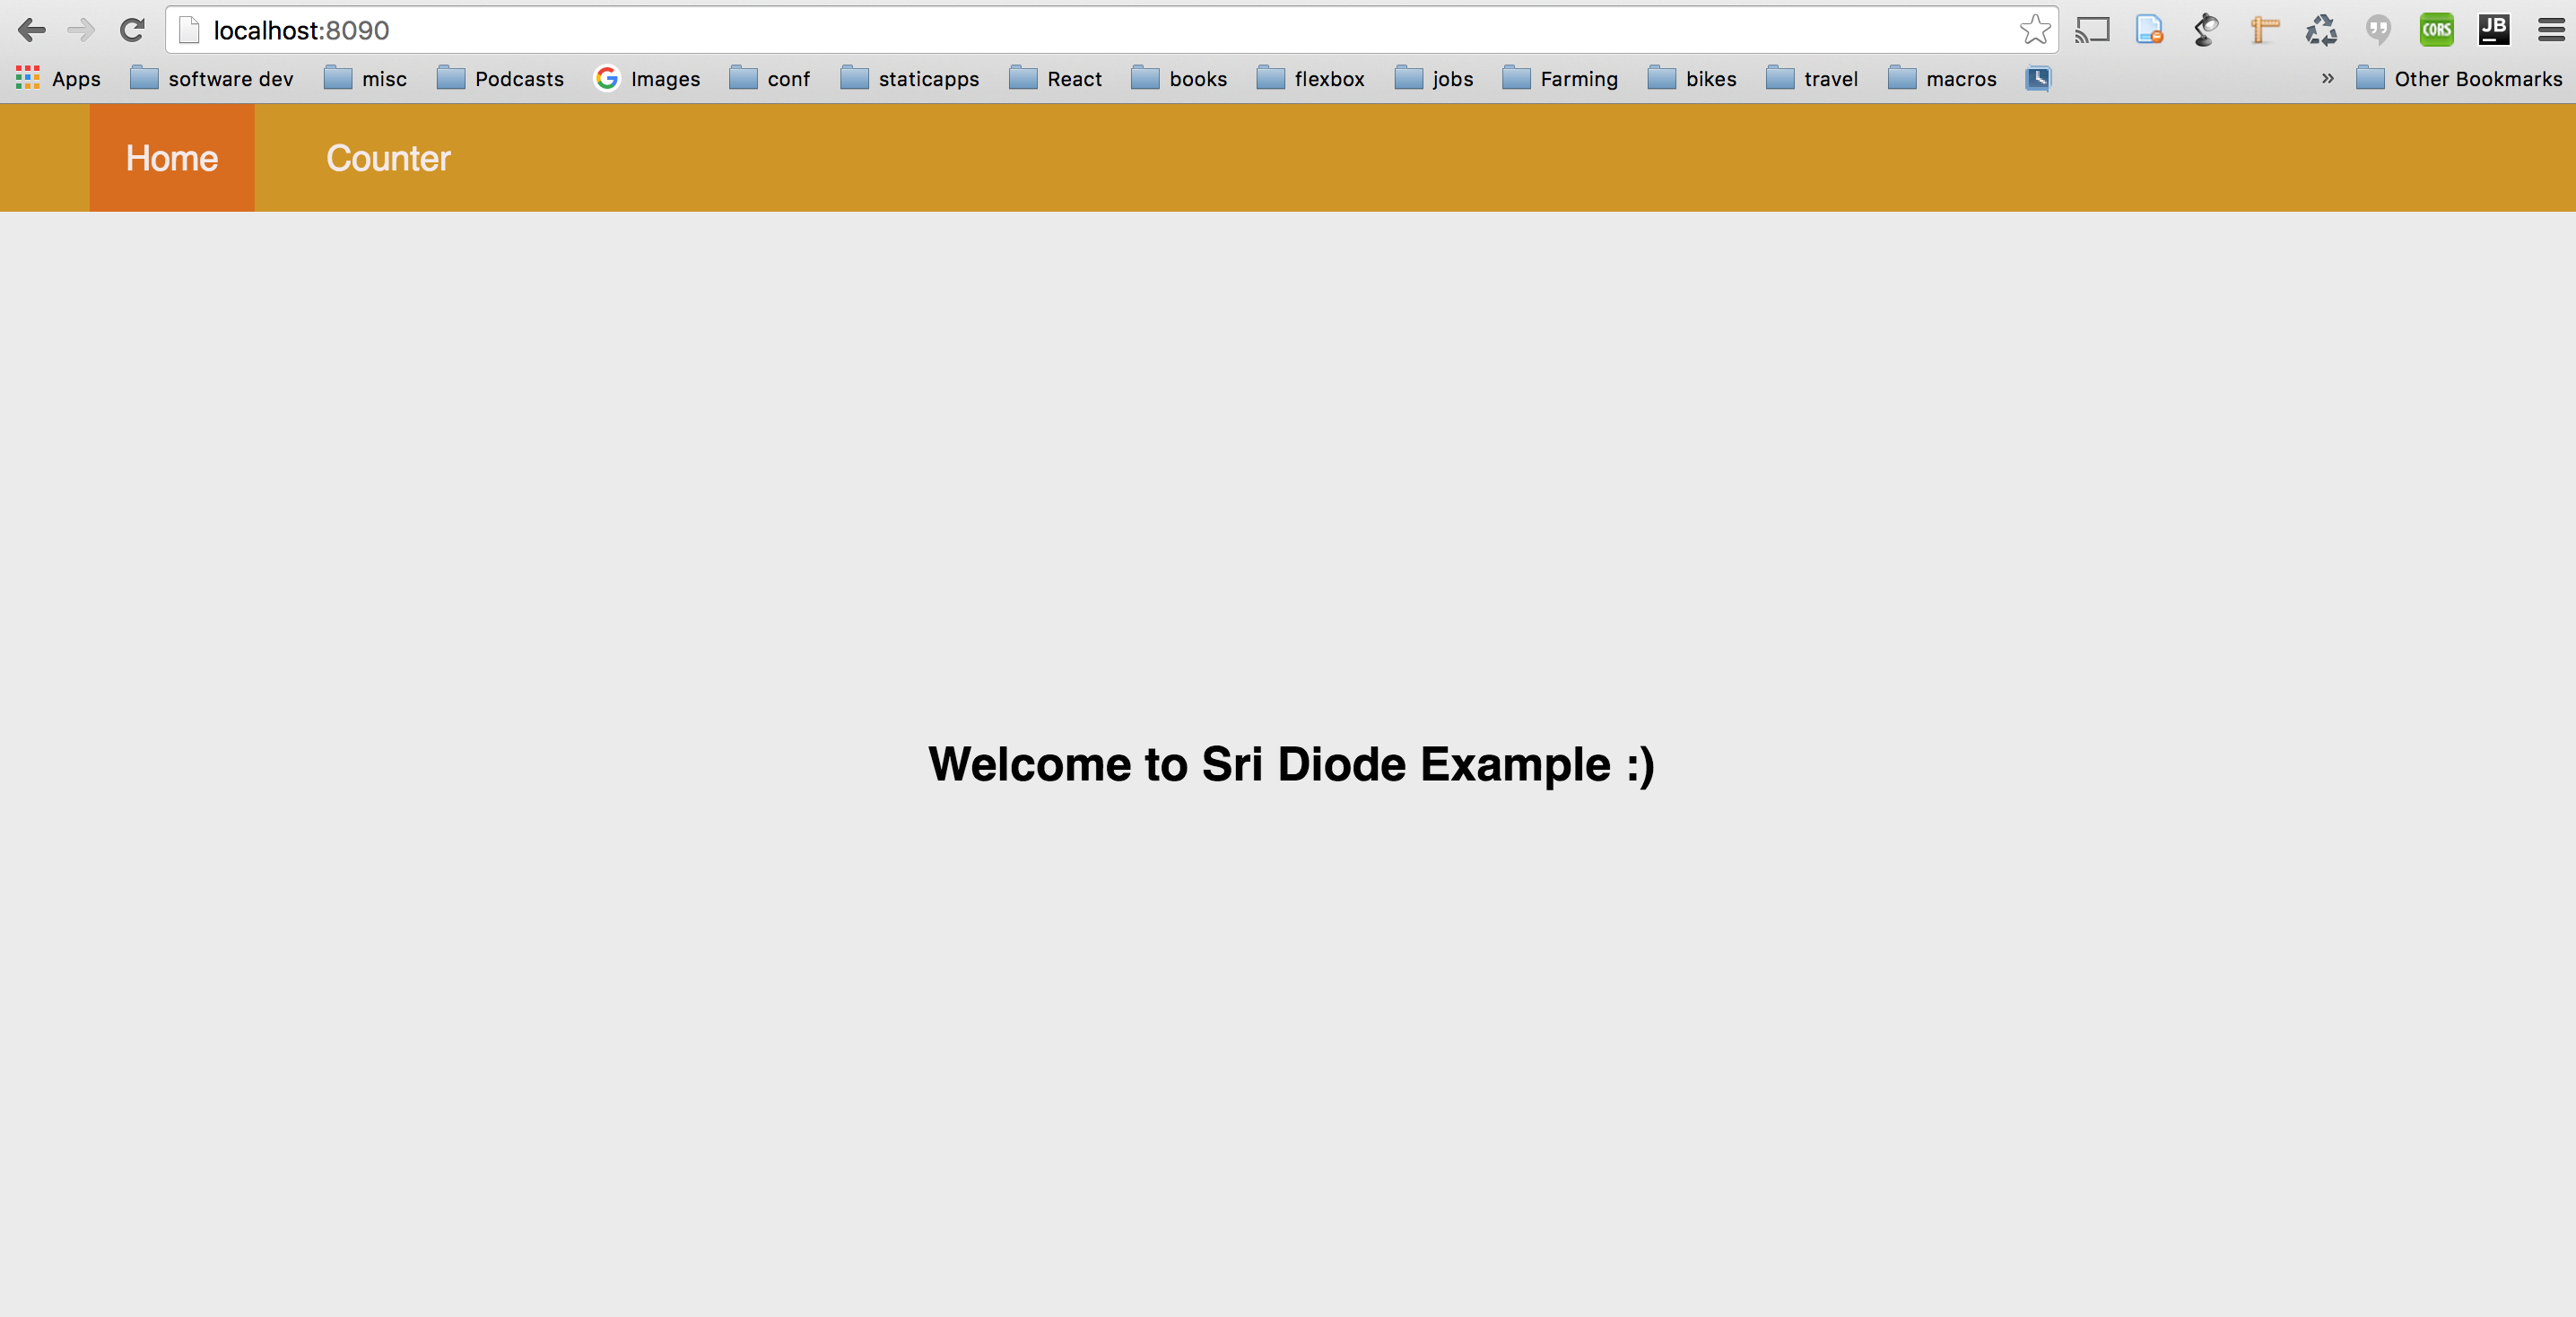 localhost:8090
CORS JB
Apps software dev misc Podcasts Images conf staticapps React books flexbox jobs Farming bikes travel macros » Other Bookmarks
Home Counter
Welcome to Sri Diode Example :)